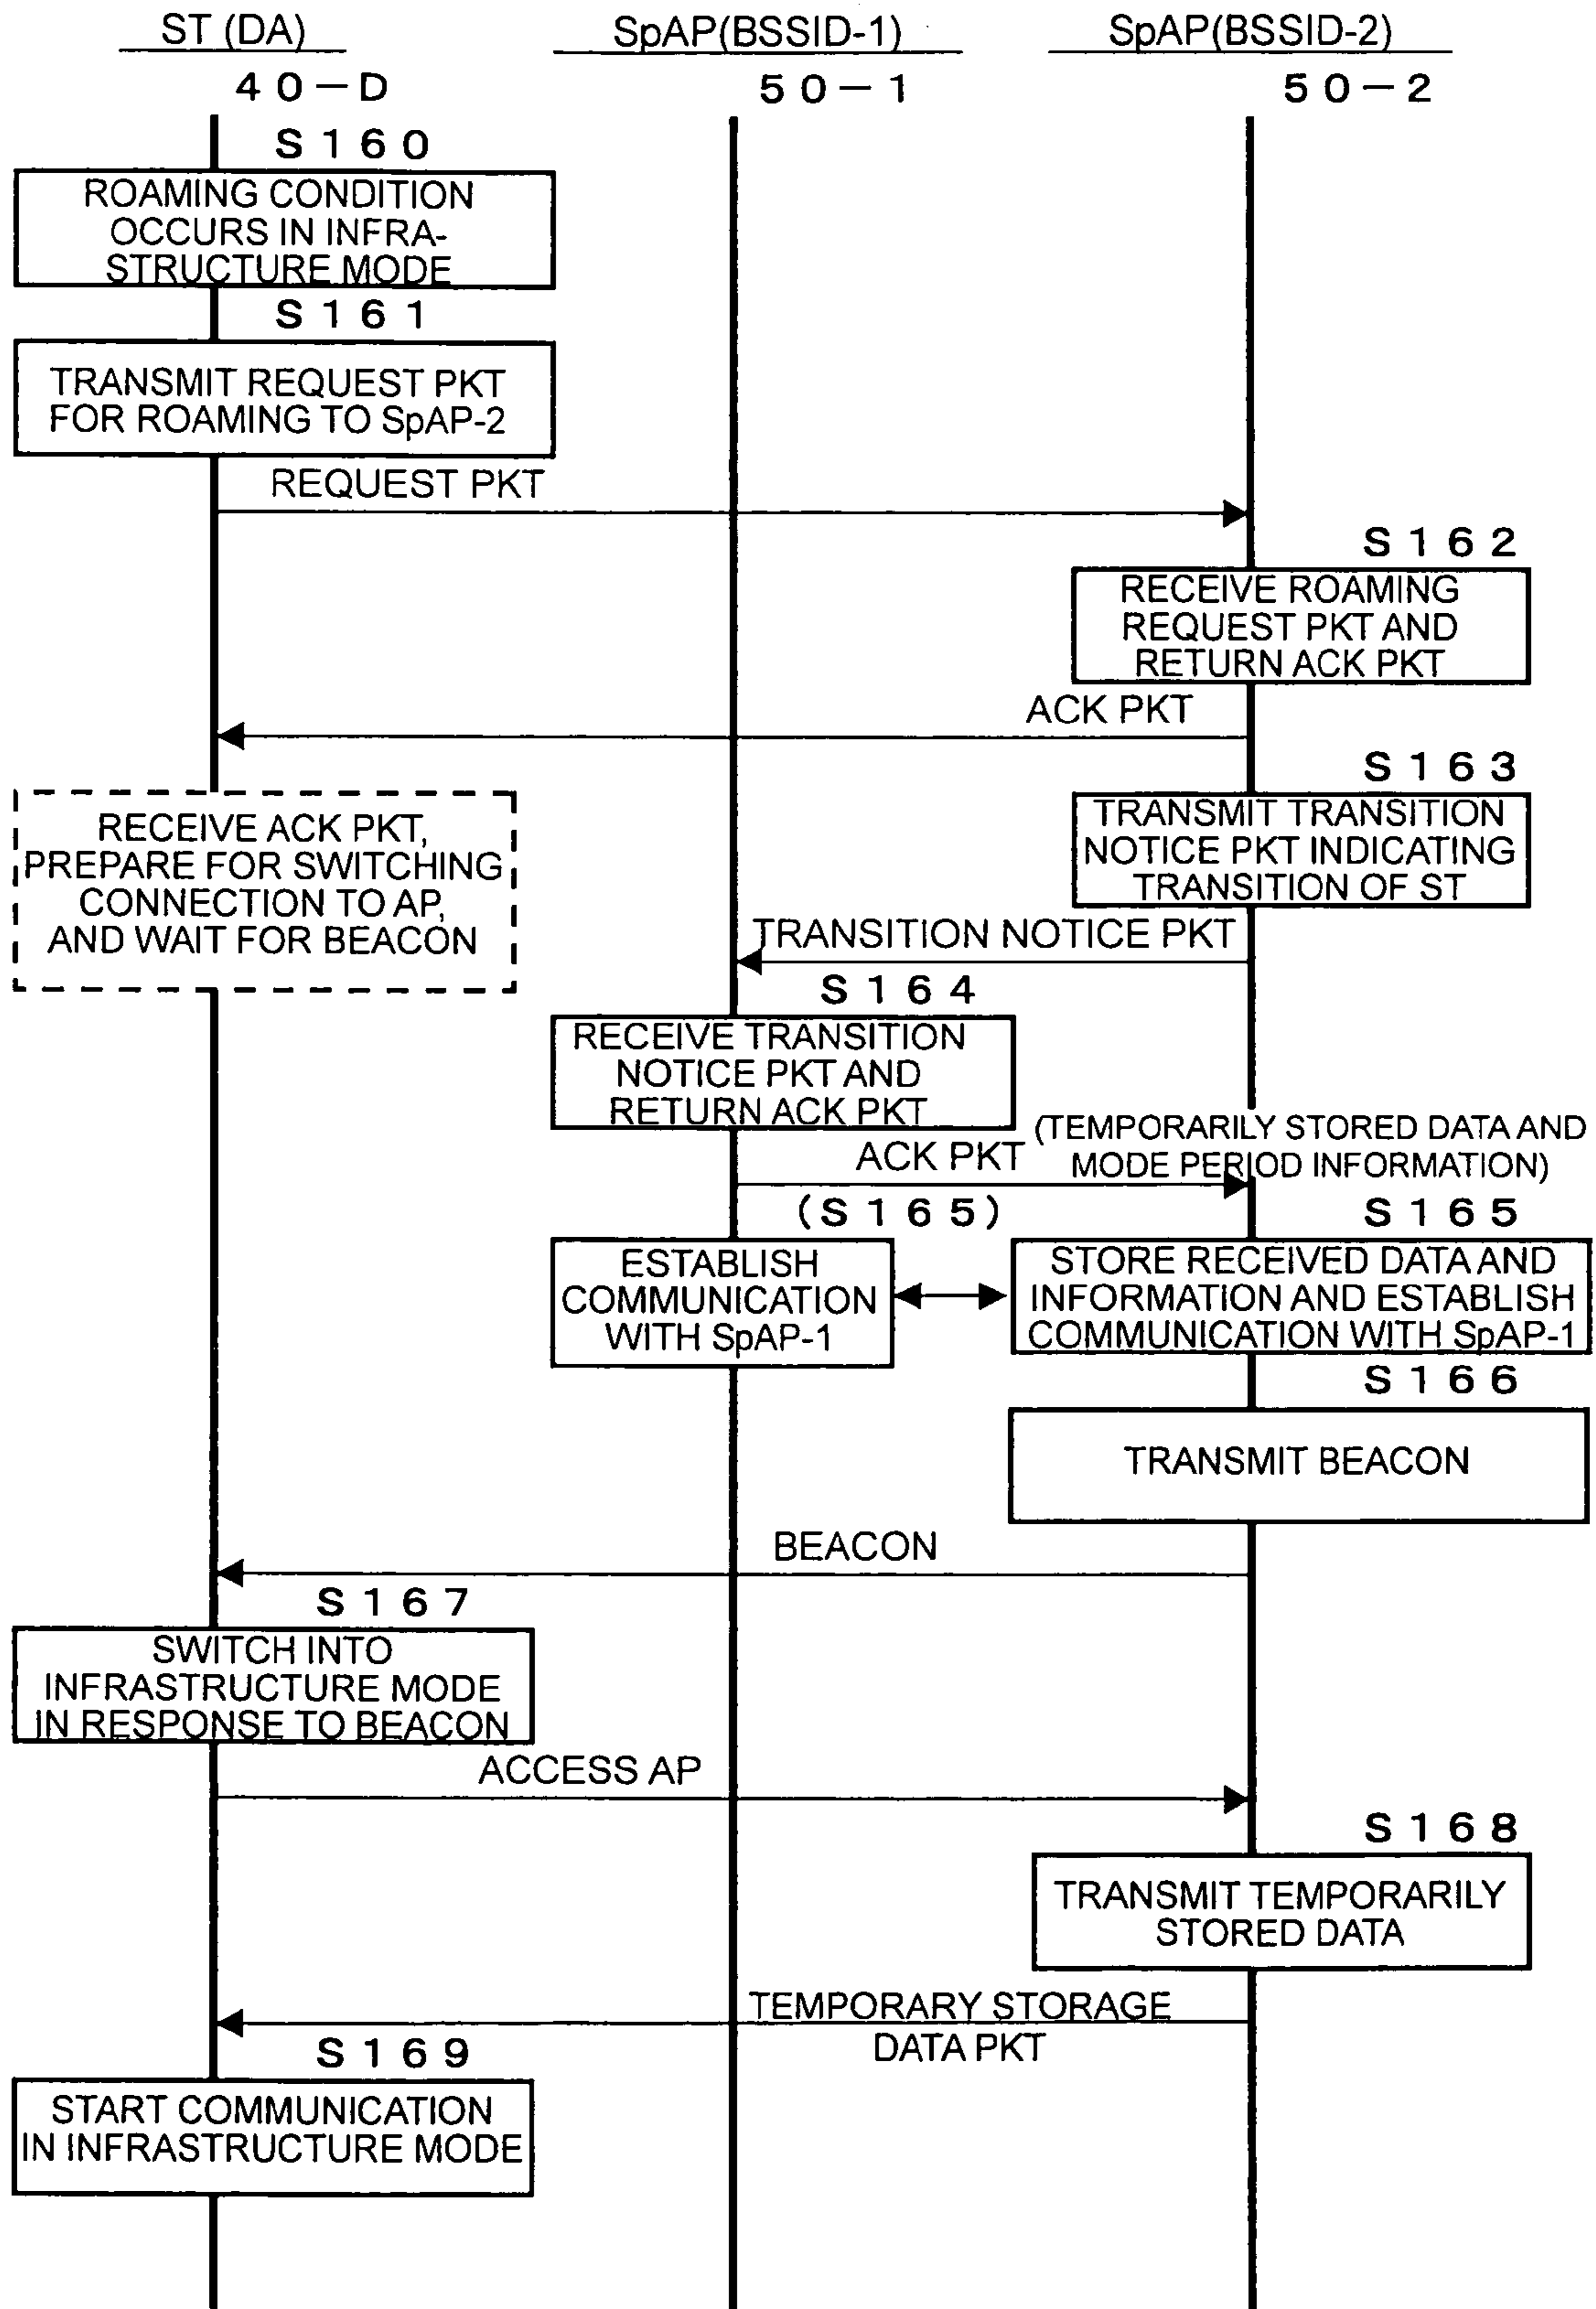 ST (DA)
SpAP(BSSID-1)
SpAP(BSSID-2)
40-D
50-1
50-2
S160
ROAMING CONDITION
OCCURS IN INFRA-
STRUCTURE MODE
S161
TRANSMIT REQUEST PKT
FOR ROAMING TO SpAP-2
REQUEST PKT
S162
RECEIVE ROAMING
REQUEST PKT AND
RETURN ACK PKT
ACK PKT
S163
RECEIVE ACK PKT,
PREPARE FOR SWITCHING
CONNECTION TO AP,
AND WAIT FOR BEACON
TRANSMIT TRANSITION
NOTICE PKT INDICATING
TRANSITION OF ST
TRANSITION NOTICE PKT
S164
RECEIVE TRANSITION
NOTICE PKT AND
RETURN ACK PKT
ACK PKT
(TEMPORARILY STORED DATA AND
MODE PERIOD INFORMATION)
(S165)
S165
ESTABLISH
COMMUNICATION
WITH SpAP-1
STORE RECEIVED DATA AND
INFORMATION AND ESTABLISH
COMMUNICATION WITH SpAP-1
S166
TRANSMIT BEACON
BEACON
S167
SWITCH INTO
INFRASTRUCTURE MODE
IN RESPONSE TO BEACON
ACCESS AP
S168
TRANSMIT TEMPORARILY
STORED DATA
TEMPORARY STORAGE
DATA PKT
S169
START COMMUNICATION
IN INFRASTRUCTURE MODE